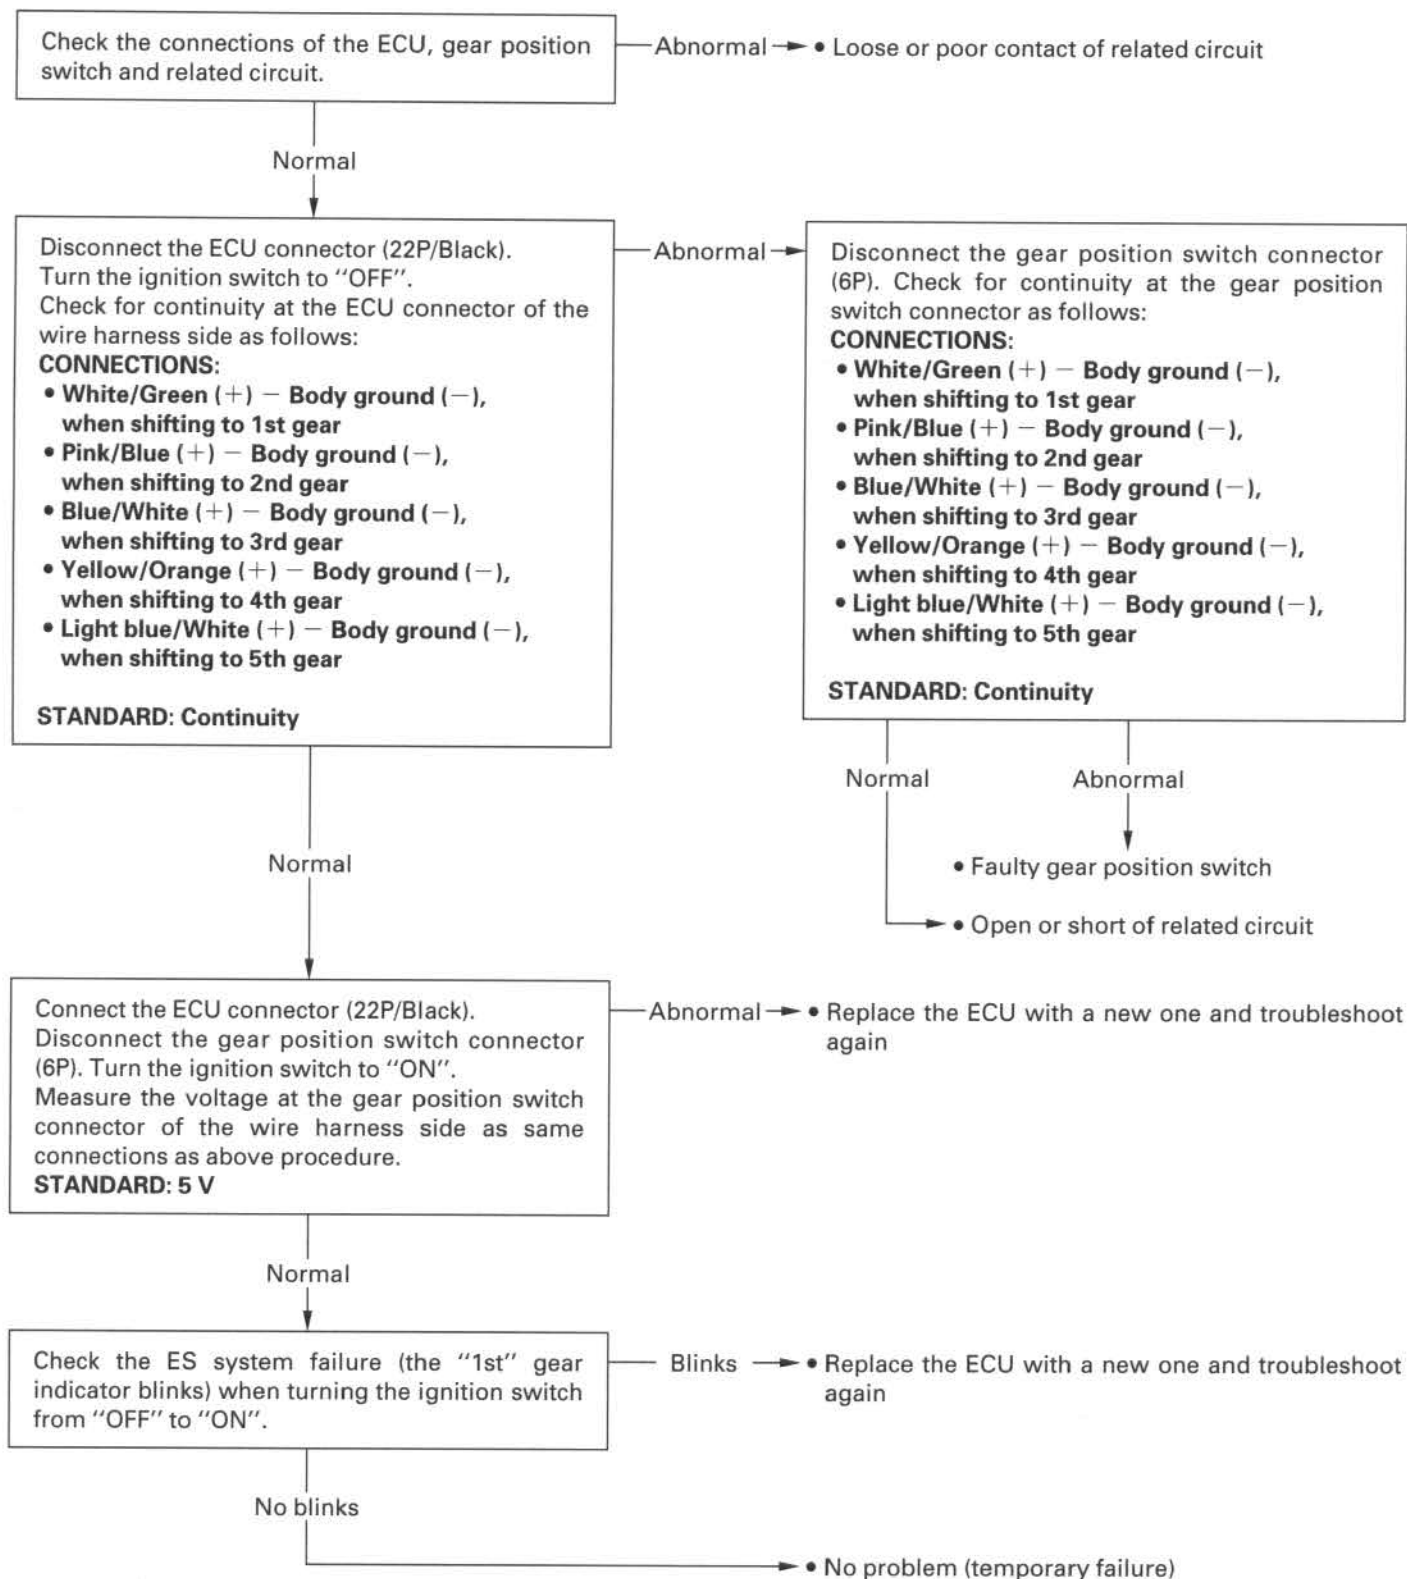 Check the connections of the ECU, gear position
switch and related circuit.
Abnormal
• Loose or poor contact of related circuit
Normal
Disconnect the ECU connector (22P/Black).
Turn the ignition switch to “OFF”.
Check for continuity at the ECU connector of the
wire harness side as follows:
CONNECTIONS:
• White/Green (+) − Body ground (−),
when shifting to 1st gear
• Pink/Blue (+) − Body ground (−),
when shifting to 2nd gear
• Blue/White (+) − Body ground (−),
when shifting to 3rd gear
• Yellow/Orange (+) − Body ground (−),
when shifting to 4th gear
• Light blue/White (+) − Body ground (−),
when shifting to 5th gear
STANDARD: Continuity
Abnormal
Disconnect the gear position switch connector
(6P). Check for continuity at the gear position
switch connector as follows:
CONNECTIONS:
• White/Green (+) − Body ground (−),
when shifting to 1st gear
• Pink/Blue (+) − Body ground (−),
when shifting to 2nd gear
• Blue/White (+) − Body ground (−),
when shifting to 3rd gear
• Yellow/Orange (+) − Body ground (−),
when shifting to 4th gear
• Light blue/White (+) − Body ground (−),
when shifting to 5th gear
STANDARD: Continuity
Normal
Abnormal
• Faulty gear position switch
• Open or short of related circuit
Normal
Connect the ECU connector (22P/Black).
Disconnect the gear position switch connector
(6P). Turn the ignition switch to “ON”.
Measure the voltage at the gear position switch
connector of the wire harness side as same
connections as above procedure.
STANDARD: 5 V
Abnormal
• Replace the ECU with a new one and troubleshoot
again
Normal
Check the ES system failure (the “1st” gear
indicator blinks) when turning the ignition switch
from “OFF” to “ON”.
Blinks
• Replace the ECU with a new one and troubleshoot
again
No blinks
• No problem (temporary failure)